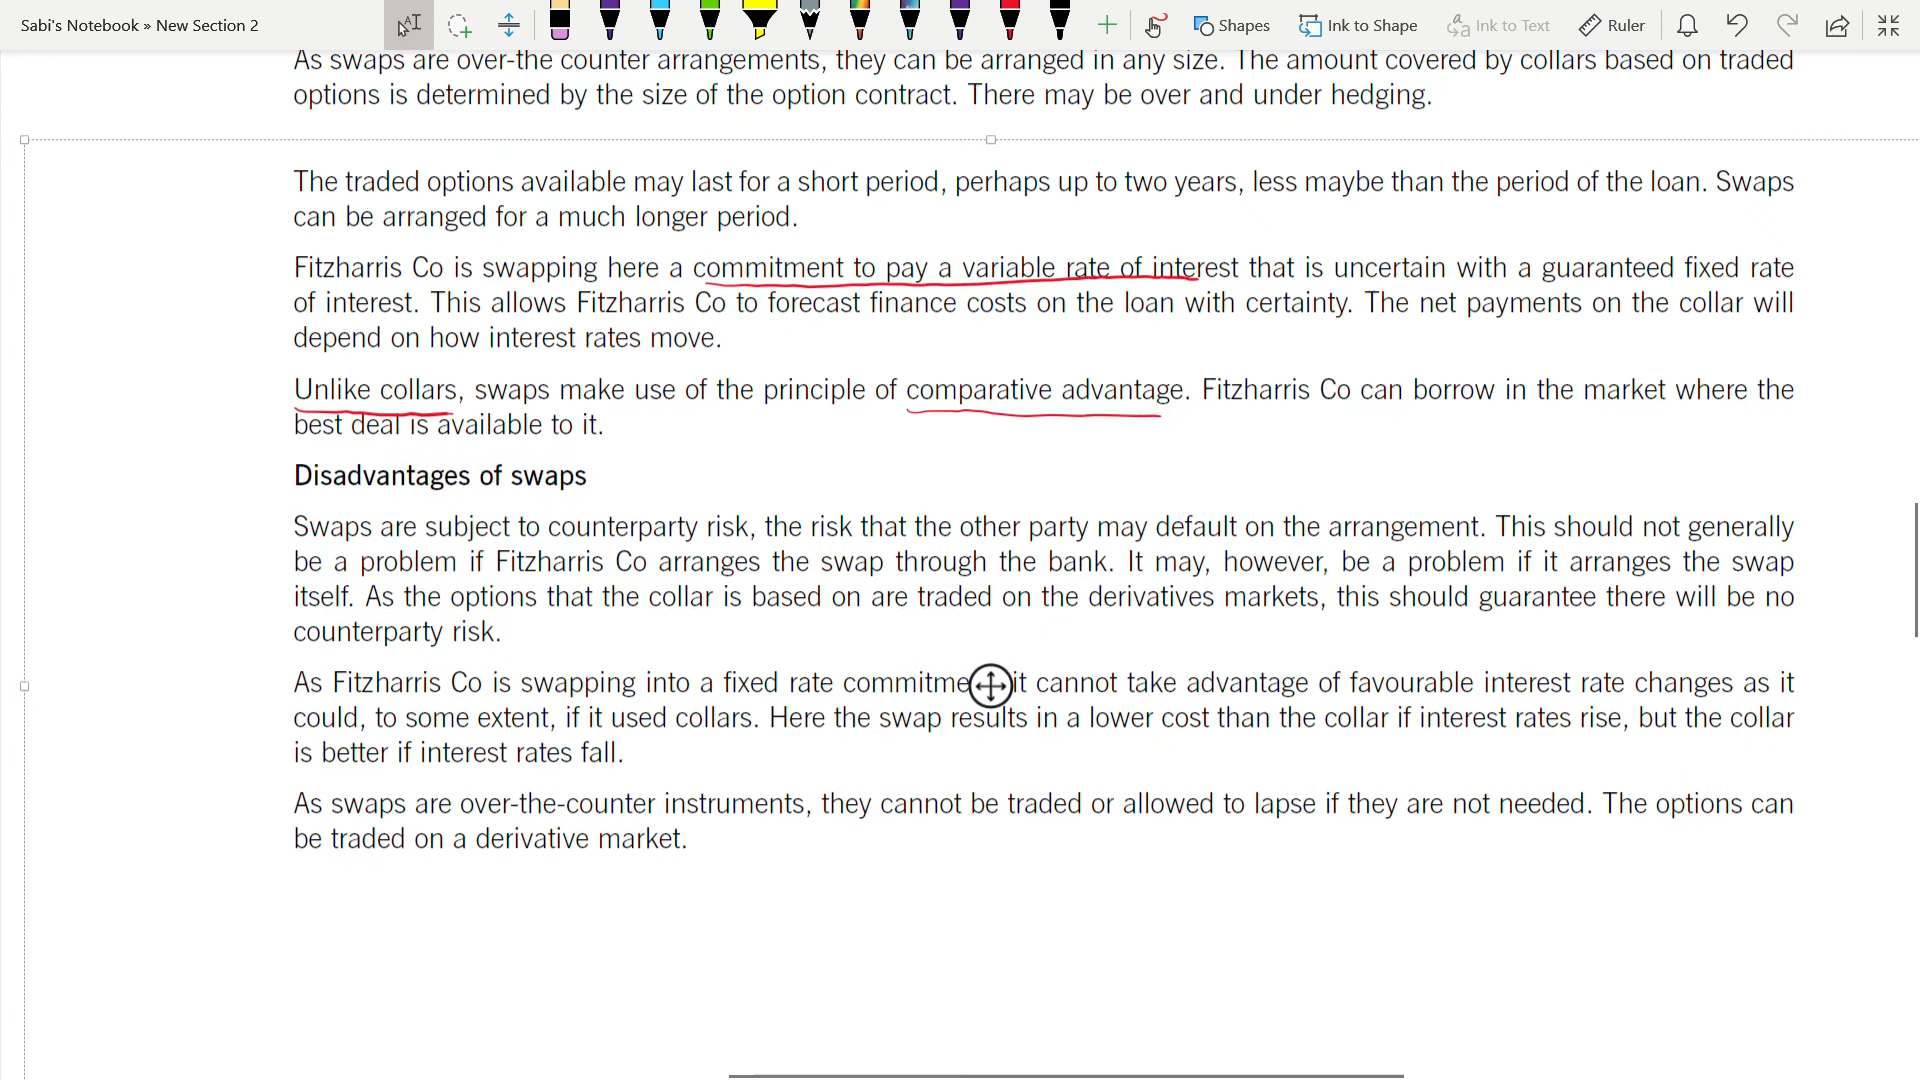 Sabi's Notebook » New Section 2
Shapes
Ink to Shape
Ink to Text
Ruler
As swaps are over-the counter arrangements, they can be arranged in any size. The amount covered by collars based on traded
options is determined by the size of the option contract. There may be over and under hedging.
The traded options available may last for a short period, perhaps up to two years, less maybe than the period of the loan. Swaps
can be arranged for a much longer period.
Fitzharris Co is swapping here a commitment to pay a variable rate of interest that is uncertain with a guaranteed fixed rate
of interest. This allows Fitzharris Co to forecast finance costs on the loan with certainty. The net payments on the collar will
depend on how interest rates move.
Unlike collars, swaps make use of the principle of comparative advantage. Fitzharris Co can borrow in the market where the
best deal is available to it.
Disadvantages of swaps
Swaps are subject to counterparty risk, the risk that the other party may default on the arrangement. This should not generally
be a problem if Fitzharris Co arranges the swap through the bank. It may, however, be a problem if it arranges the swap
itself. As the options that the collar is based on are traded on the derivatives markets, this should guarantee there will be no
counterparty risk.
As Fitzharris Co is swapping into a fixed rate commitme it cannot take advantage of favourable interest rate changes as it
could, to some extent, if it used collars. Here the swap results in a lower cost than the collar if interest rates rise, but the collar
is better if interest rates fall.
As swaps are over-the-counter instruments, they cannot be traded or allowed to lapse if they are not needed. The options can
be traded on a derivative market.